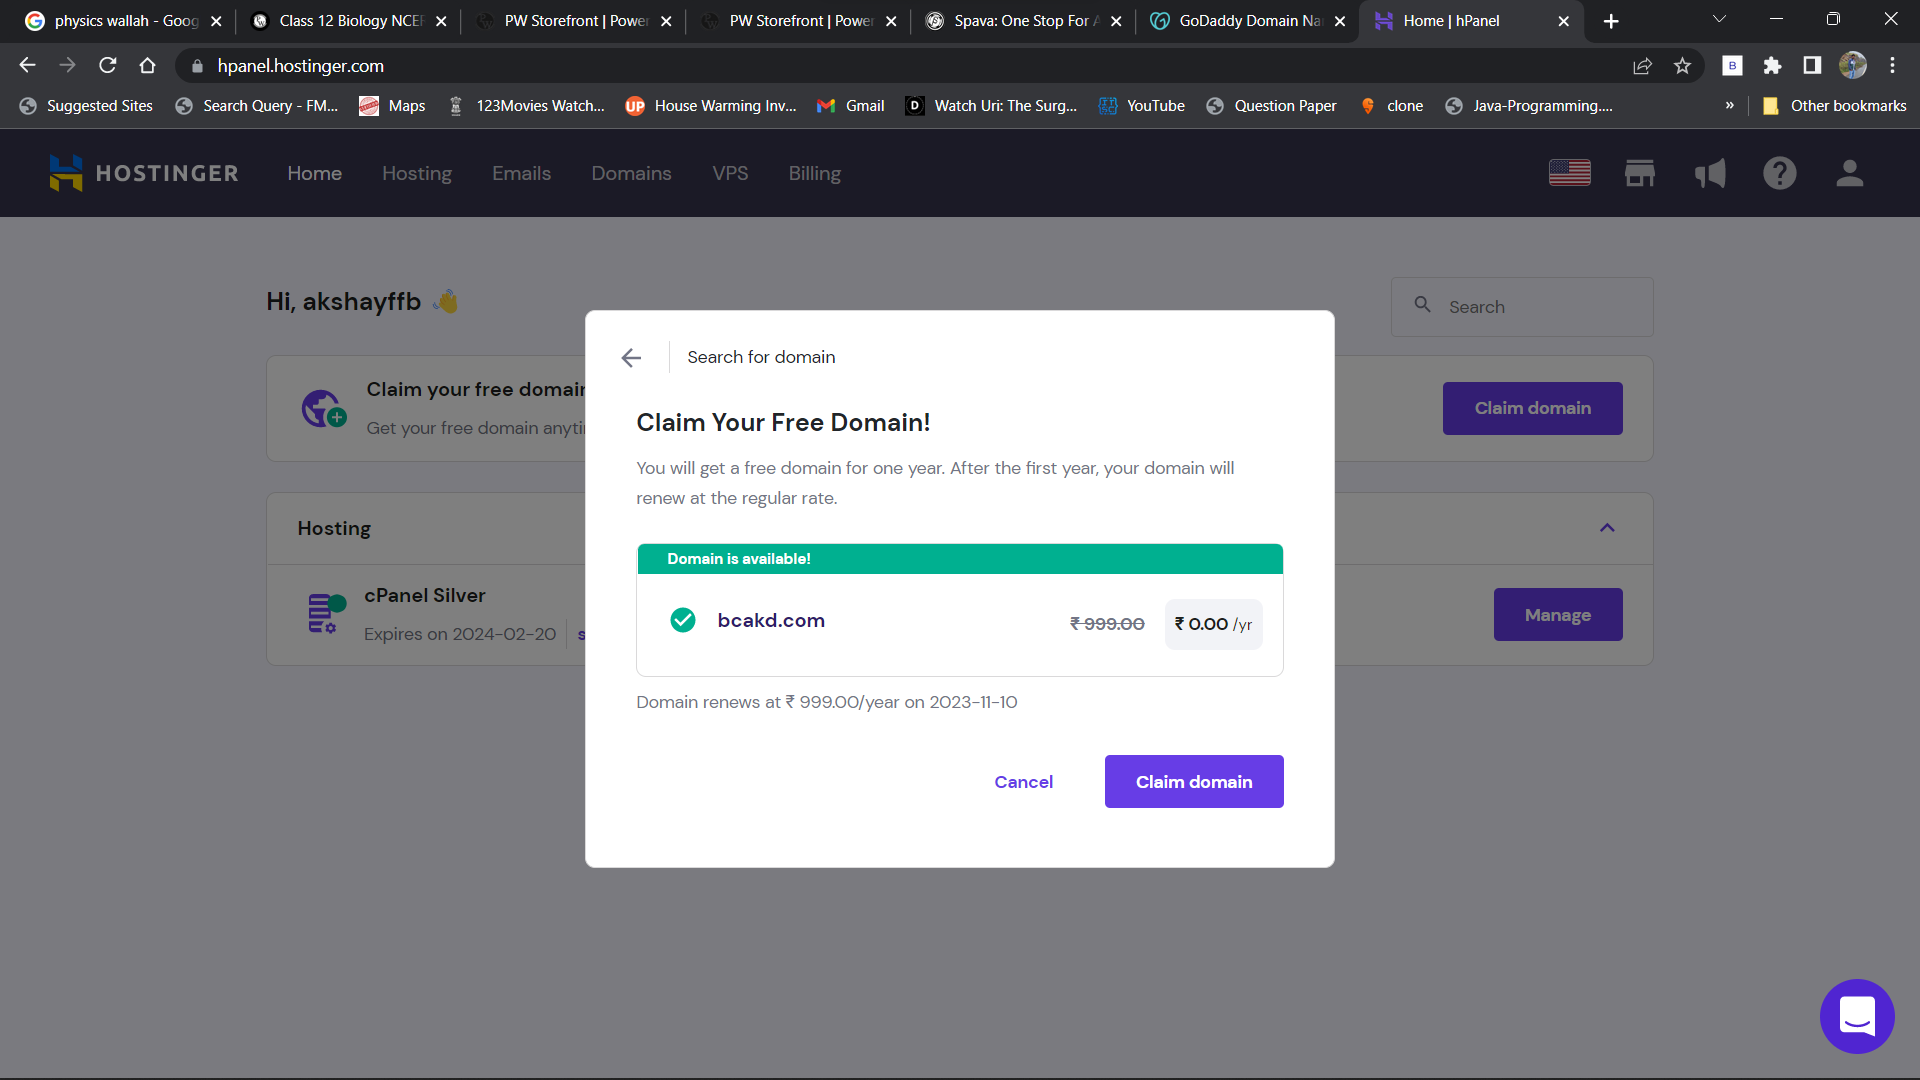 physics wallah - Goog
Class 12 Biology NCER
PW Storefront | Power
PW Storefront | Power
Spava: One Stop For A
GoDaddy Domain Na
Home | hPanel
hpanel.hostinger.com
B
Suggested Sites
Search Query - FM...
Maps
123Movies Watch...
UP
House Warming Inv...
Gmail
D
Watch Uri: The Surg...
YouTube
Question Paper
clone
Java-Programming....
»
Other bookmarks
HOSTINGER
Home
Hosting
Emails
Domains
VPS
Billing
Hi, akshayffb 👋
Search
Claim your free domain
Get your free domain anyti
Claim domain
Search for domain
Claim Your Free Domain!
You will get a free domain for one year. After the first year, your domain will
renew at the regular rate.
Domain is available!
bcakd.com
₹ 999.00
₹ 0.00 /yr
Domain renews at ₹ 999.00/year on 2023-11-10
Cancel
Claim domain
Hosting
cPanel Silver
Expires on 2024-02-20
s
Manage